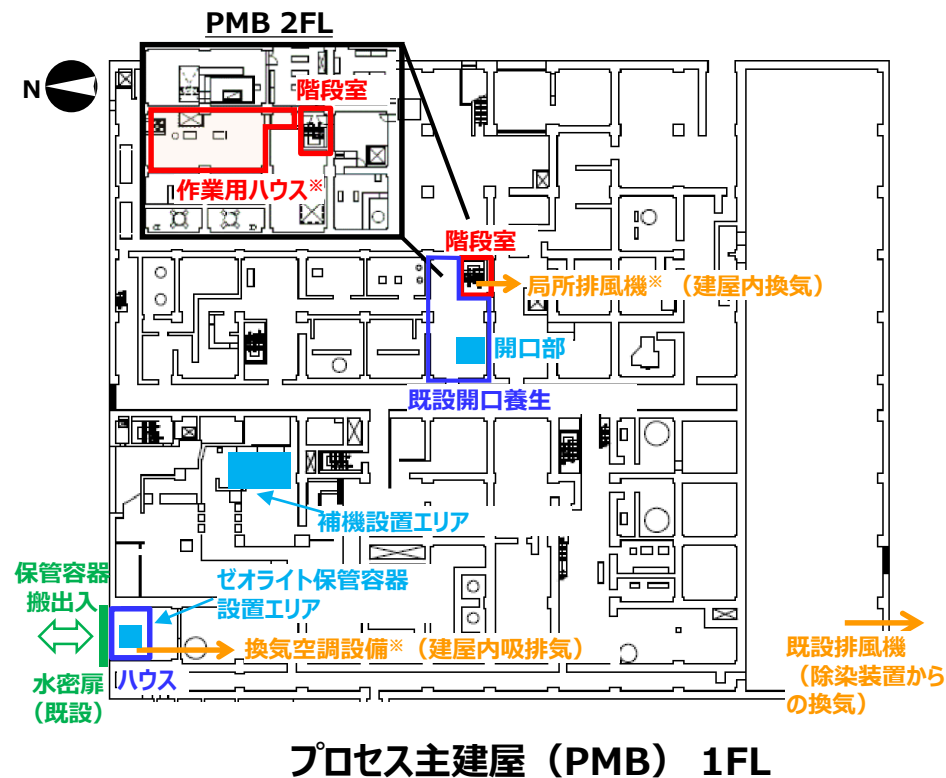 PMB 2FL
N
階段室
作業用ハウス※
階段室
局所排風機※ （建屋内換気）
開口部
既設開口養生
補機設置エリア
保管容器
搬出入
ゼオライト保管容器
設置エリア
換気空調設備※（建屋内吸排気）
ハウス
水密扉
（既設）
既設排風機
（除染装置から
の換気）
プロセス主建屋（PMB） 1FL